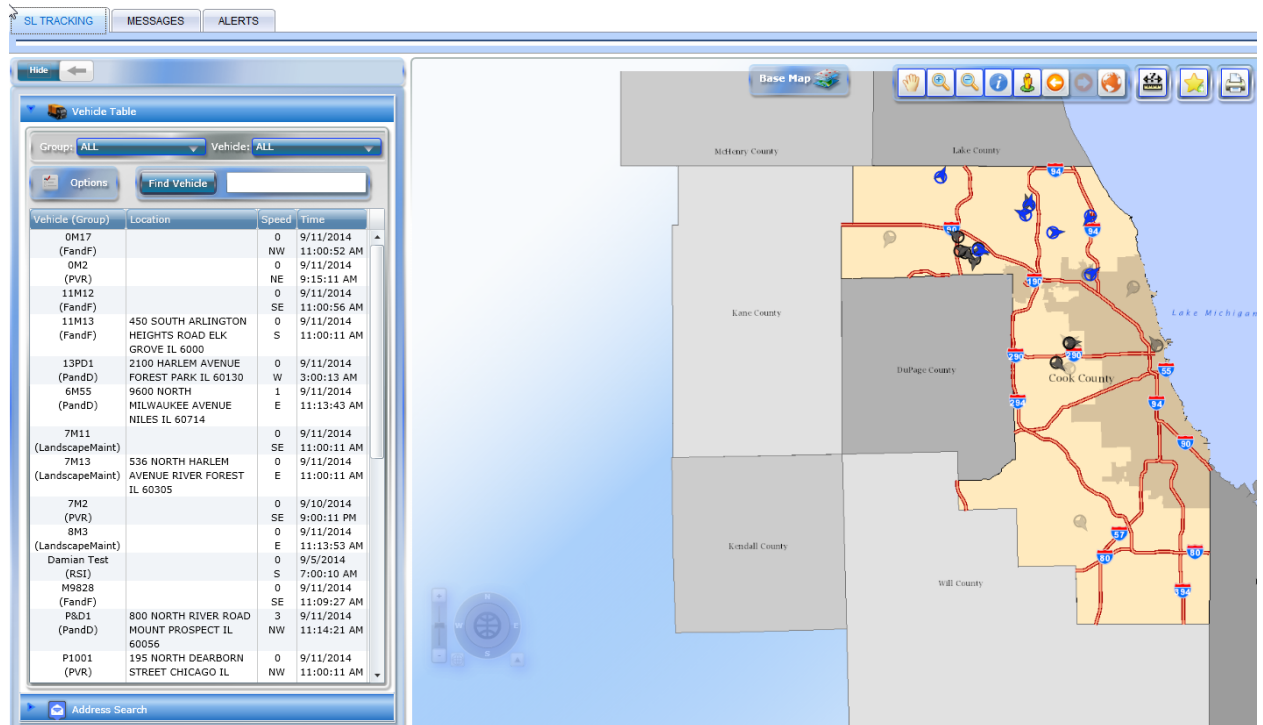 SL TRACKING MESSAGES ALERTS
Hide
Base Map
Vehicle Table
Group: ALL Vehicle: ALL
Options Find Vehicle
Vehicle (Group) Location Speed Time
0M17 0 9/11/2014
(FandF) NW 11:00:52 AM
0M2 0 9/11/2014
(PVR) NE 9:15:11 AM
11M12 0 9/11/2014
(FandF) SE 11:00:56 AM
11M13 450 SOUTH ARLINGTON 0 9/11/2014
(FandF) HEIGHTS ROAD ELK S 11:00:11 AM
GROVE IL 6000
13PD1 2100 HARLEM AVENUE 0 9/11/2014
(PandD) FOREST PARK IL 60130 W 3:00:13 AM
6M55 9600 NORTH 1 9/11/2014
(PandD) MILWAUKEE AVENUE E 11:13:43 AM
NILES IL 60714
7M11 0 9/11/2014
(LandscapeMaint) SE 11:00:11 AM
7M13 536 NORTH HARLEM 0 9/11/2014
(LandscapeMaint) AVENUE RIVER FOREST E 11:00:11 AM
IL 60305
7M2 0 9/10/2014
(PVR) SE 9:00:11 PM
8M3 0 9/11/2014
(LandscapeMaint) E 11:13:53 AM
Damian Test 0 9/5/2014
(RSI) S 7:00:10 AM
M9828 0 9/11/2014
(FandF) SE 11:09:27 AM
P&D1 800 NORTH RIVER ROAD 3 9/11/2014
(PandD) MOUNT PROSPECT IL NW 11:14:21 AM
60056
P1001 195 NORTH DEARBORN 0 9/11/2014
(PVR) STREET CHICAGO IL NW 11:00:11 AM
Address Search
McHenry County
Lake County
94
90
94
290
Kane County
Lake Michigan
290
290
DuPage County
Cook County
55
294
94
90
Kendall County
57
80
80
Will County
394